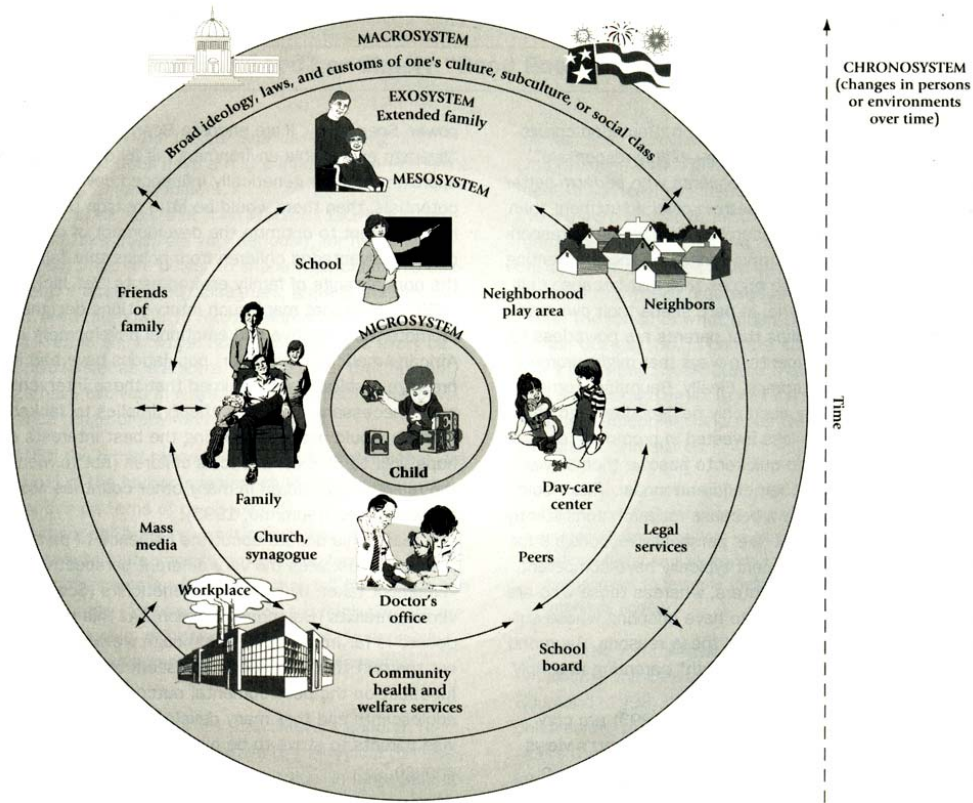 MACROSYSTEM
Broad ideology, laws, and customs of one's culture, subculture, or social class
EXOSYSTEM
Extended family
MESOSYSTEM
School
Friends
of
family
Neighborhood
play area
Neighbors
MICROSYSTEM
Child
Family
Day-care
center
Mass
media
Church,
synagogue
Peers
Legal
services
Workplace
Doctor's
office
School
board
Community
health and
welfare services
CHRONOSYSTEM
(changes in persons
or environments
over time)
Time